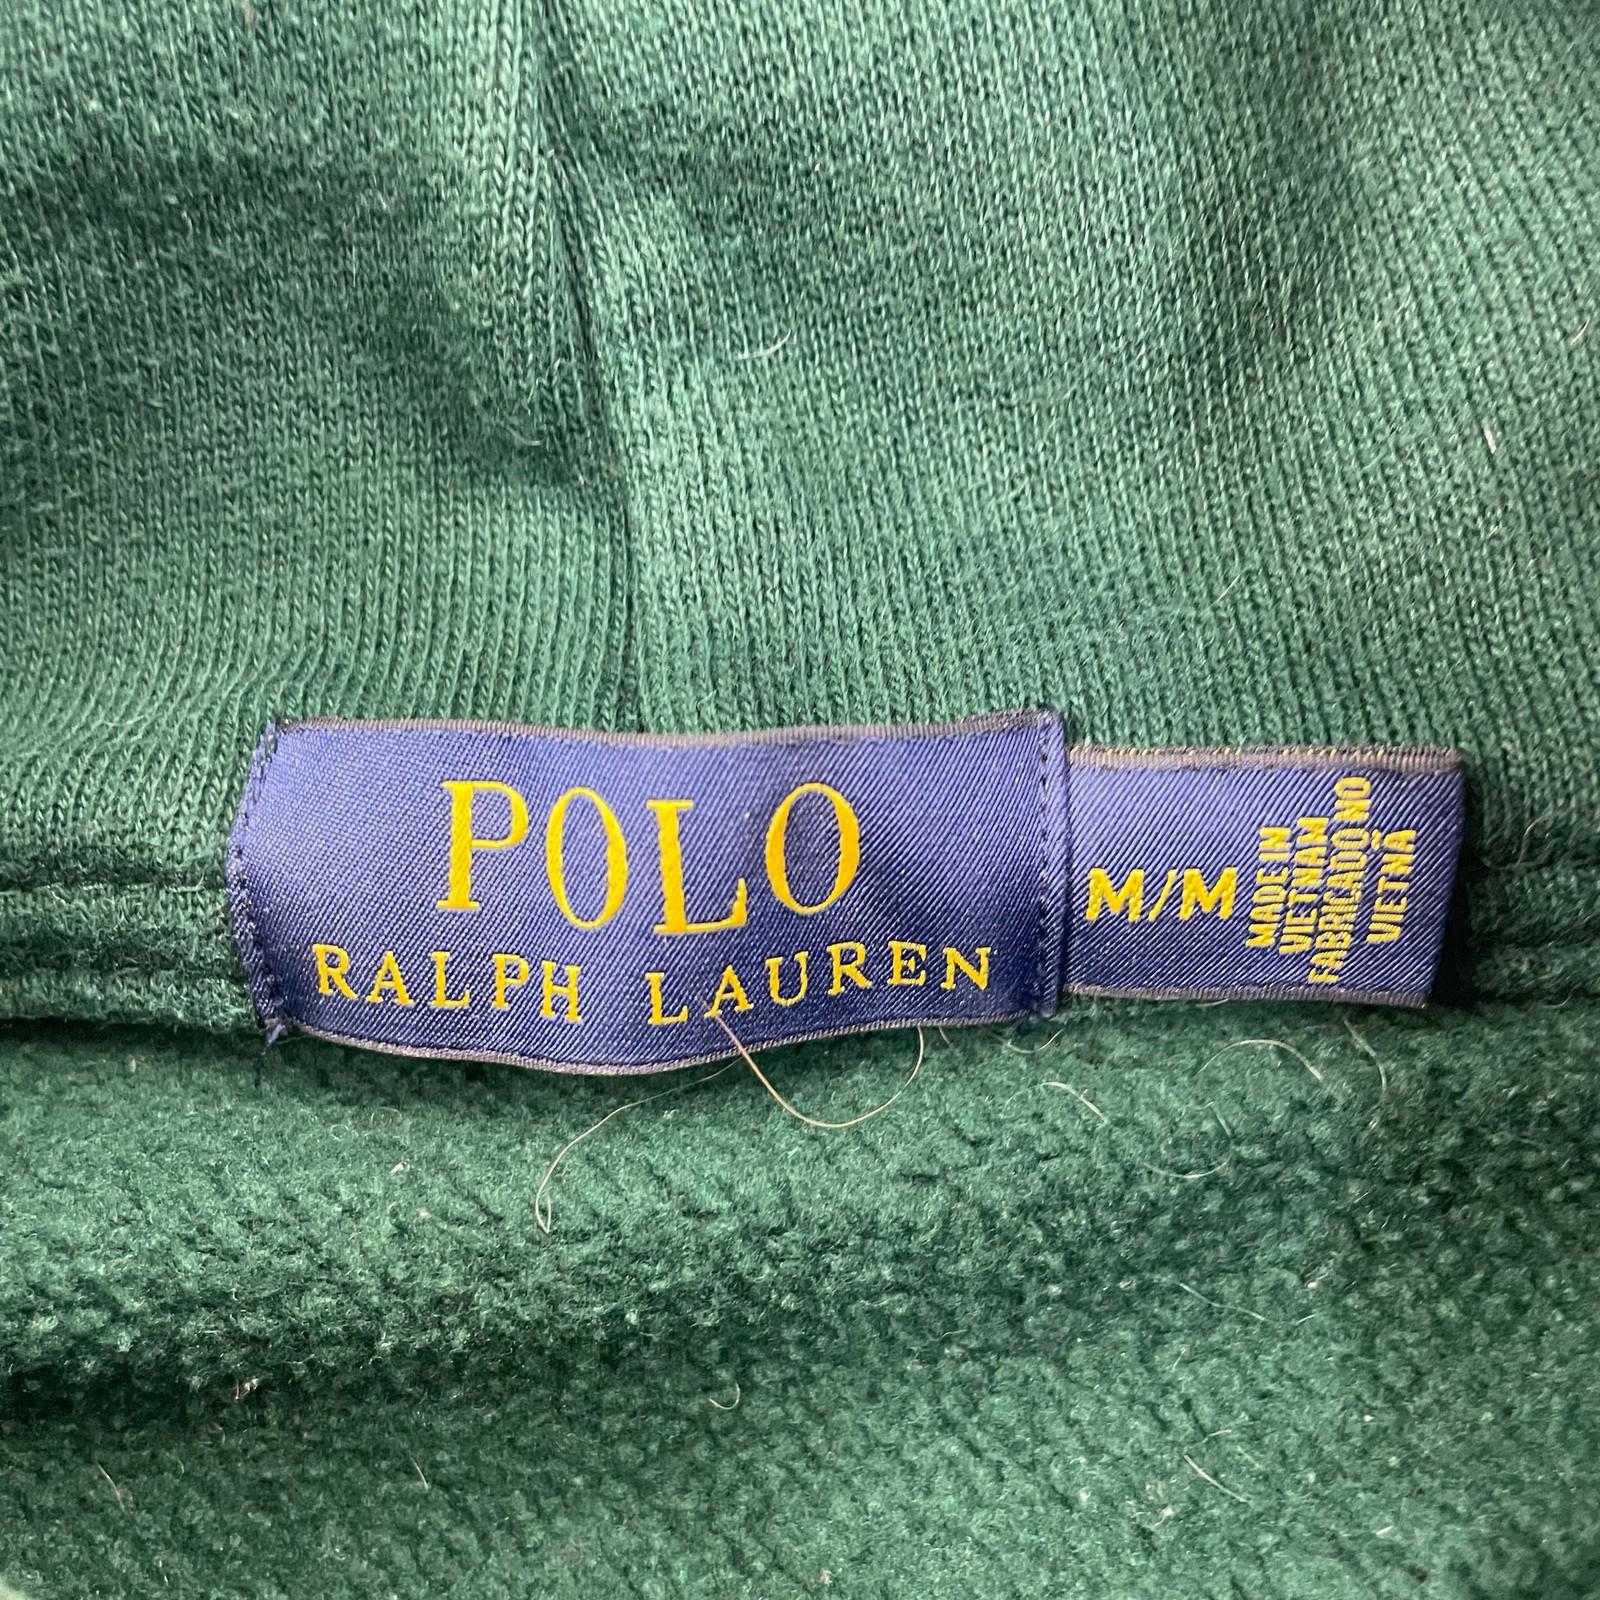 POLO
RALPH LAUREN
M/M
MADE IN
VIETNAM
FABRICADO NO
VIETNÃ